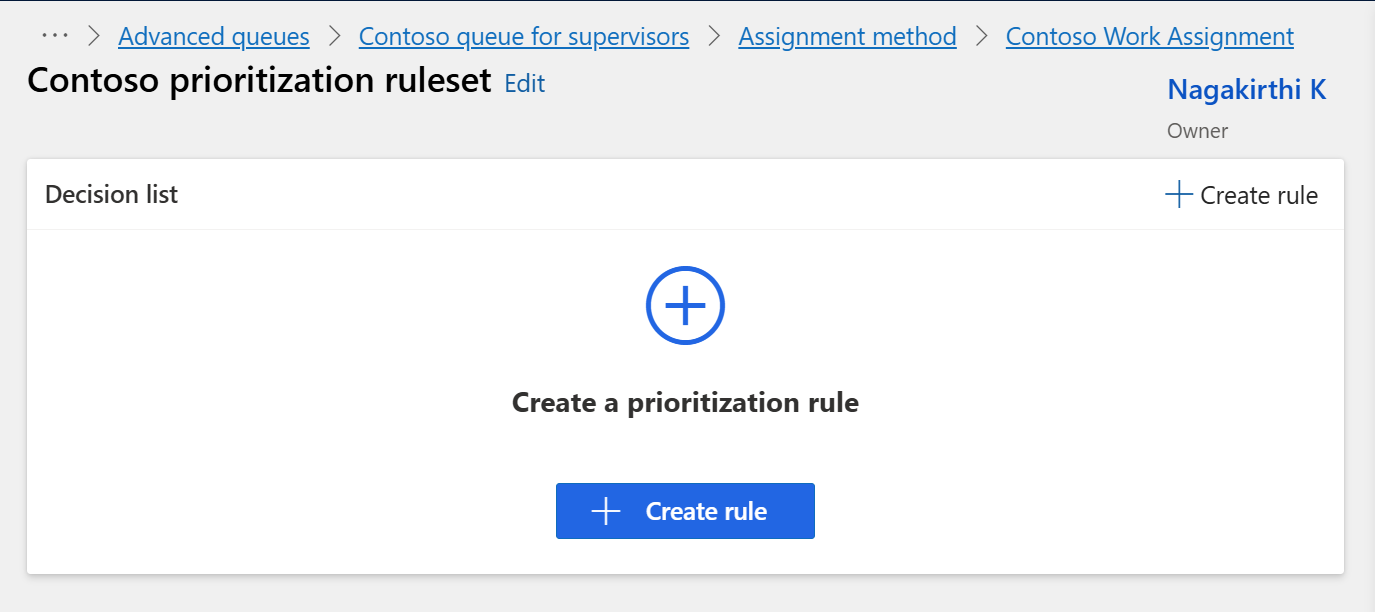 ··· > Advanced queues > Contoso queue for supervisors > Assignment method > Contoso Work Assignment
Contoso prioritization ruleset Edit
Nagakirthi K
Owner
Decision list
+ Create rule
Create a prioritization rule
+ Create rule